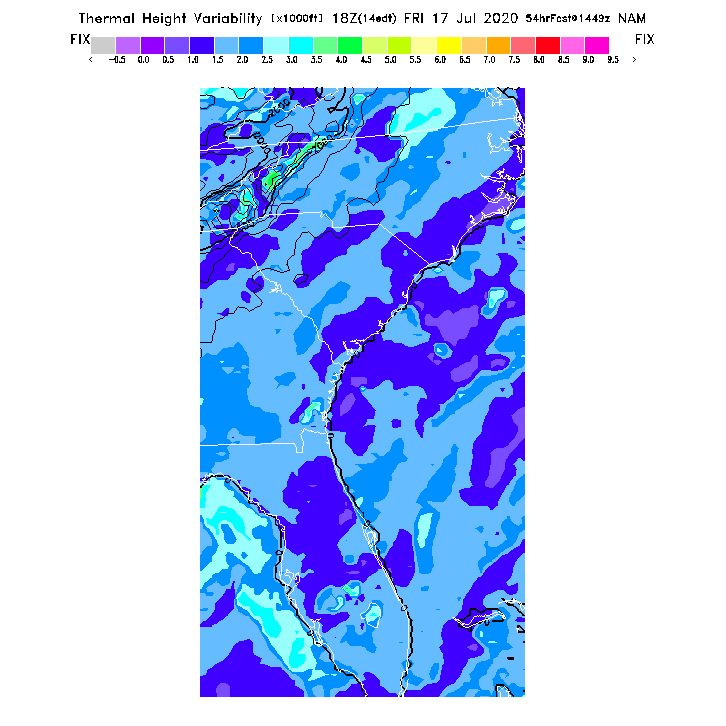 Thermal Height Variability [x1000ft] 18Z(14edt) FRI 17 Jul 2020 54hrFcst@1449z NAM
FIX FIX
< -0.5 0.0 0.5 1.0 1.5 2.0 2.5 3.0 3.5 4.0 4.5 5.0 5.5 6.0 6.5 7.0 7.5 8.0 8.5 9.0 9.5 >
2000